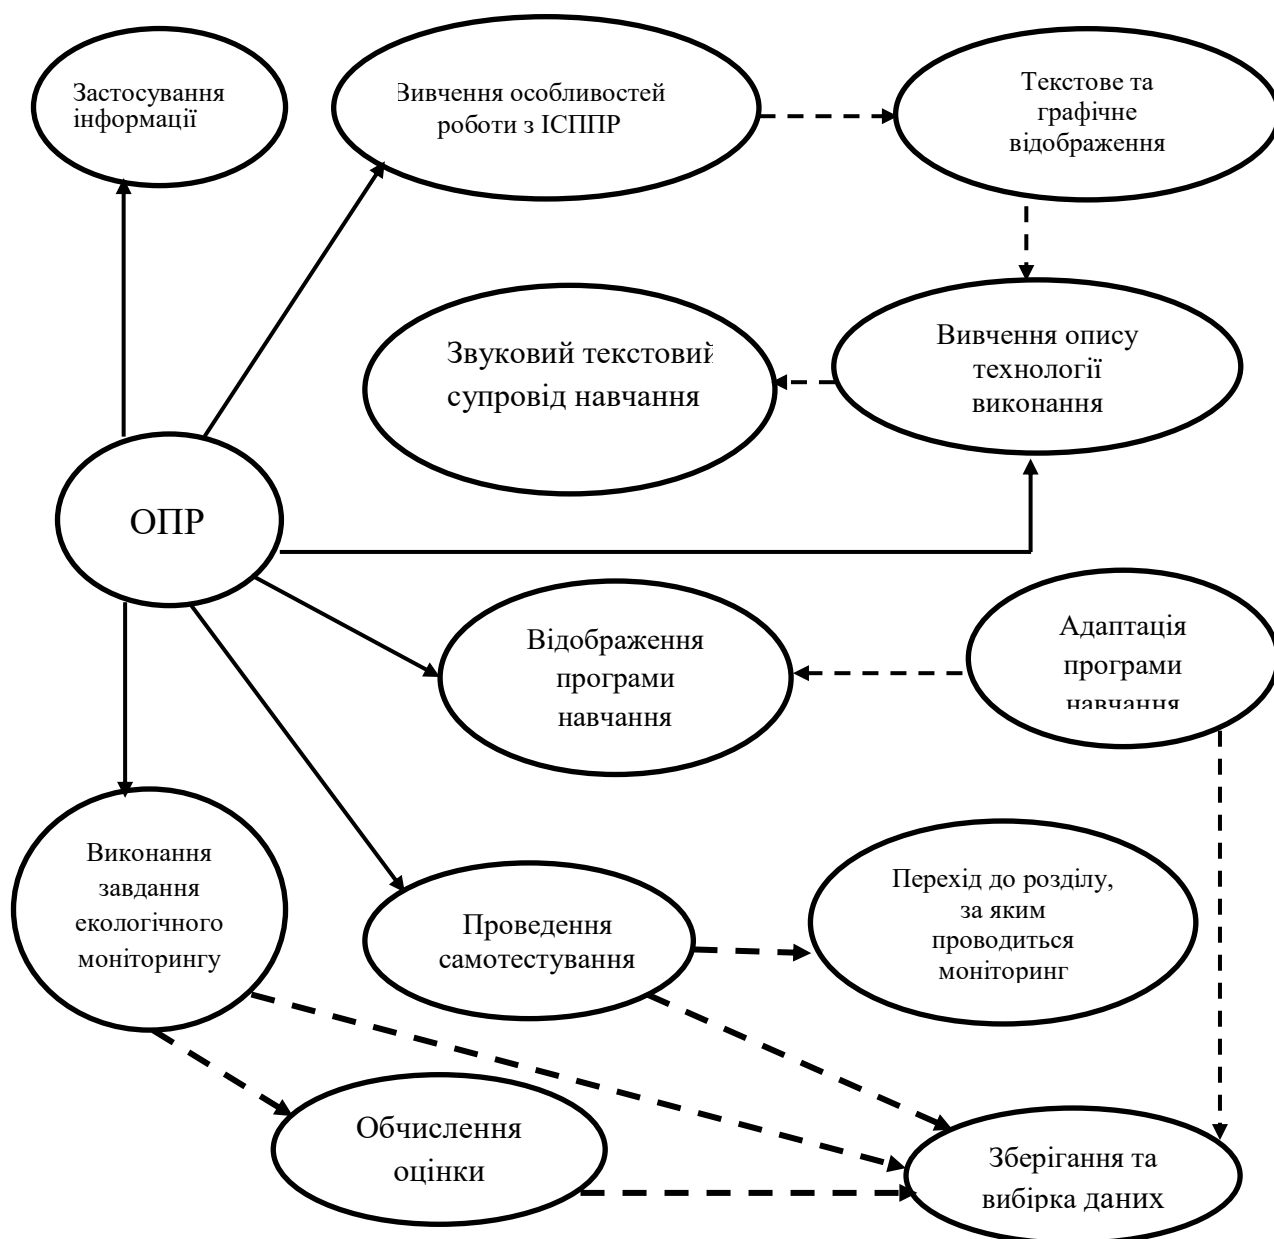 Застосування
інформації
Вивчення особливостей
роботи з ІСППР
Текстове та
графічне
відображення
Звуковий текстовий
супровід навчання
Вивчення опису
технології
виконання
ОПР
Відображення
програми
навчання
Адаптація
програми
навчання
Виконання
завдання
екологічного
моніторингу
Проведення
самотестування
Перехід до розділу,
за яким
проводиться
моніторинг
Обчислення
оцінки
Зберігання та
вибірка даних